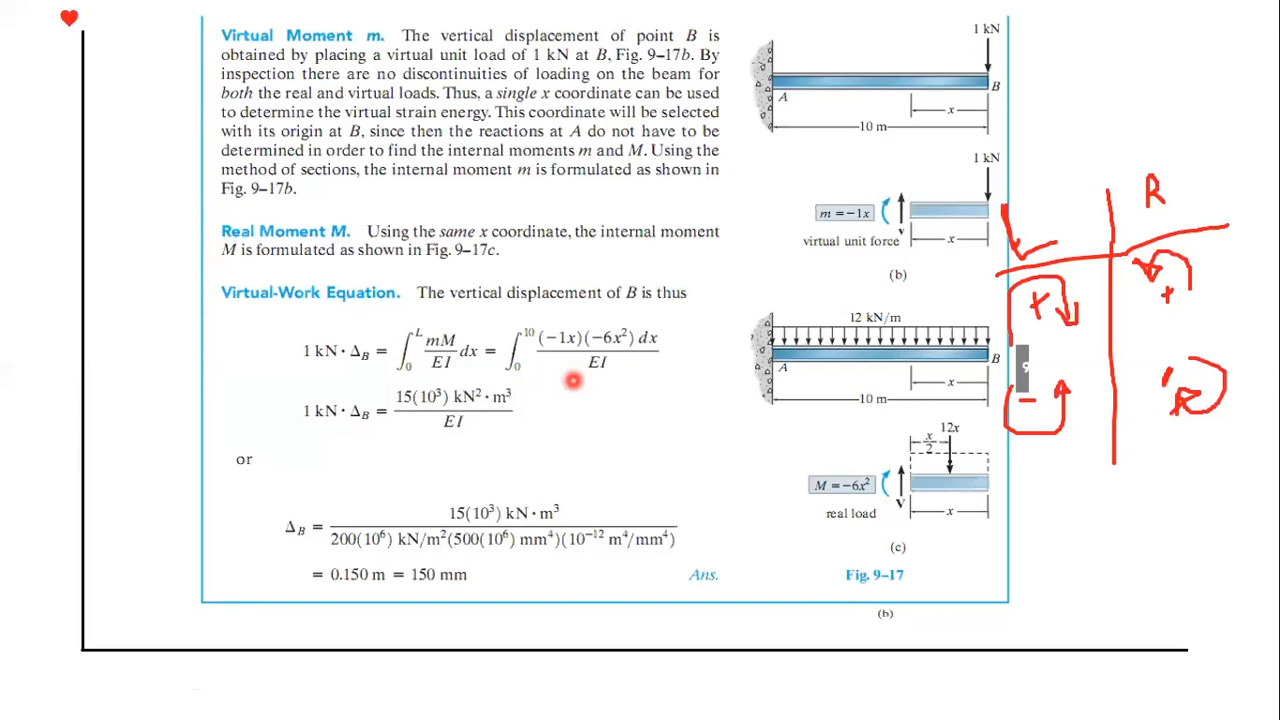 Virtual Moment m. The vertical displacement of point B is
obtained by placing a virtual unit load of 1 kN at B, Fig. 9–17b. By
inspection there are no discontinuities of loading on the beam for
both the real and virtual loads. Thus, a single x coordinate can be used
to determine the virtual strain energy. This coordinate will be selected
with its origin at B, since then the reactions at A do not have to be
determined in order to find the internal moments m and M. Using the
method of sections, the internal moment m is formulated as shown in
Fig. 9–17b.
Real Moment M. Using the same x coordinate, the internal moment
M is formulated as shown in Fig. 9–17c.
Virtual-Work Equation. The vertical displacement of B is thus
1 kN · Δ_B = ∫₀^L mM/EI dx = ∫₀^10 (−1x)(−6x²) dx/EI
1 kN · Δ_B = 15(10³) kN² · m³/EI
or
Δ_B = 15(10³) kN · m³/200(10⁶) kN/m²(500(10⁶) mm⁴)(10⁻¹² m⁴/mm⁴)
= 0.150 m = 150 mm Ans.
1 kN
A
B
x
10 m
1 kN
m = −1x
v
virtual unit force
x
(b)
12 kN/m
A
B
x
10 m
12x
x/2
M = −6x²
V
real load
x
(c)
Fig. 9–17
(b)
R
+
+
9
−